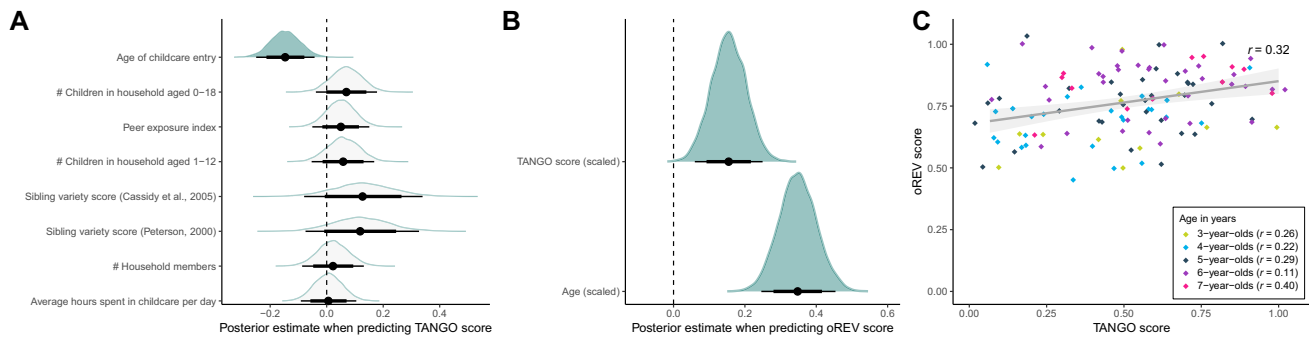 A
Age of childcare entry
# Children in household aged 0−18
Peer exposure index
# Children in household aged 1−12
Sibling variety score (Cassidy et al., 2005)
Sibling variety score (Peterson, 2000)
# Household members
Average hours spent in childcare per day
−0.2 0.0 0.2 0.4
Posterior estimate when predicting TANGO score
B
TANGO score (scaled)
Age (scaled)
0.0 0.2 0.4 0.6
Posterior estimate when predicting oREV score
C
r = 0.32
1.00
0.75
0.50
0.25
0.00
oREV score
Age in years
3−year−olds (r = 0.26)
4−year−olds (r = 0.22)
5−year−olds (r = 0.29)
6−year−olds (r = 0.11)
7−year−olds (r = 0.40)
0.00 0.25 0.50 0.75 1.00
TANGO score